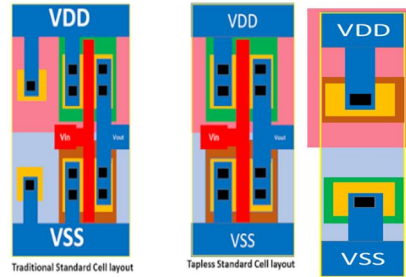 VDD
Vin
Vout
VSS
Traditional Standard Cell layout
VDD
Vin
Vout
VSS
Tapless Standard Cell layout
VDD
VSS